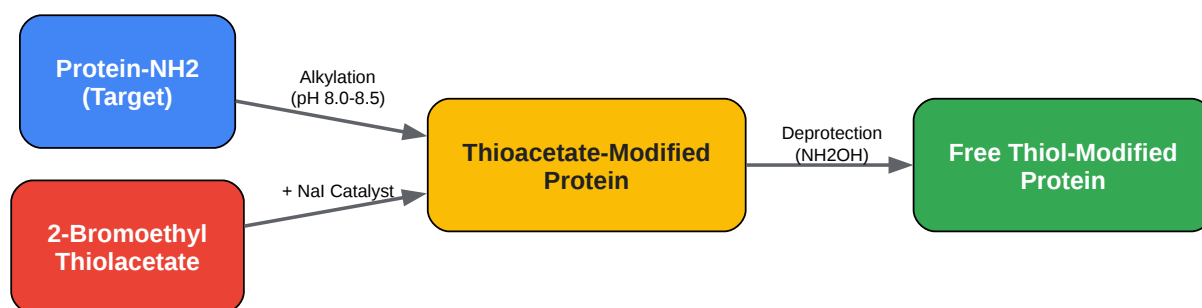 Protein-NH2
(Target)
Alkylation
(pH 8.0-8.5)
+ NaI Catalyst
2-Bromoethyl
Thiolacetate
Thioacetate-Modified
Protein
Deprotection
(NH2OH)
Free Thiol-Modified
Protein